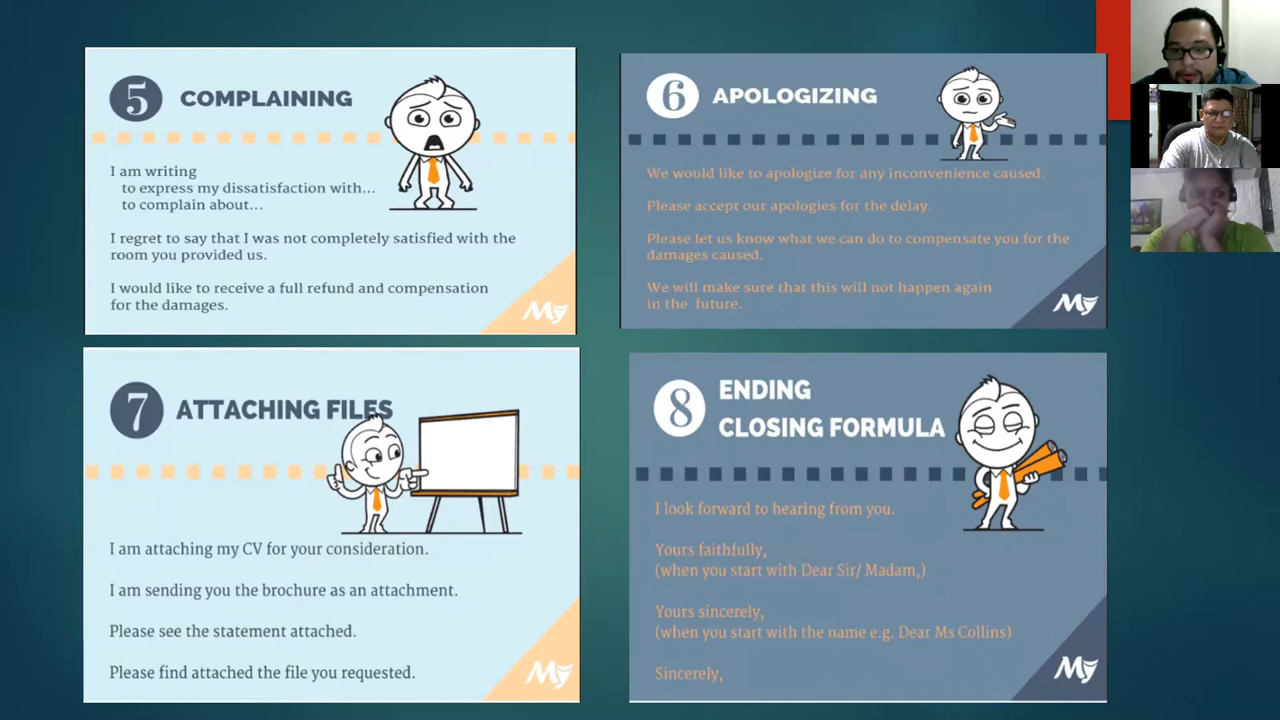 5 COMPLAINING
I am writing
to express my dissatisfaction with...
to complain about...
I regret to say that I was not completely satisfied with the
room you provided us.
I would like to receive a full refund and compensation
for the damages.
My
6 APOLOGIZING
We would like to apologize for any inconvenience caused.
Please accept our apologies for the delay.
Please let us know what we can do to compensate you for the
damages caused.
We will make sure that this will not happen again
in the future.
My
7 ATTACHING FILES
I am attaching my CV for your consideration.
I am sending you the brochure as an attachment.
Please see the statement attached.
Please find attached the file you requested.
My
8 ENDING
CLOSING FORMULA
I look forward to hearing from you.
Yours faithfully,
(when you start with Dear Sir/ Madam,)
Yours sincerely,
(when you start with the name e.g. Dear Ms Collins)
Sincerely,
My